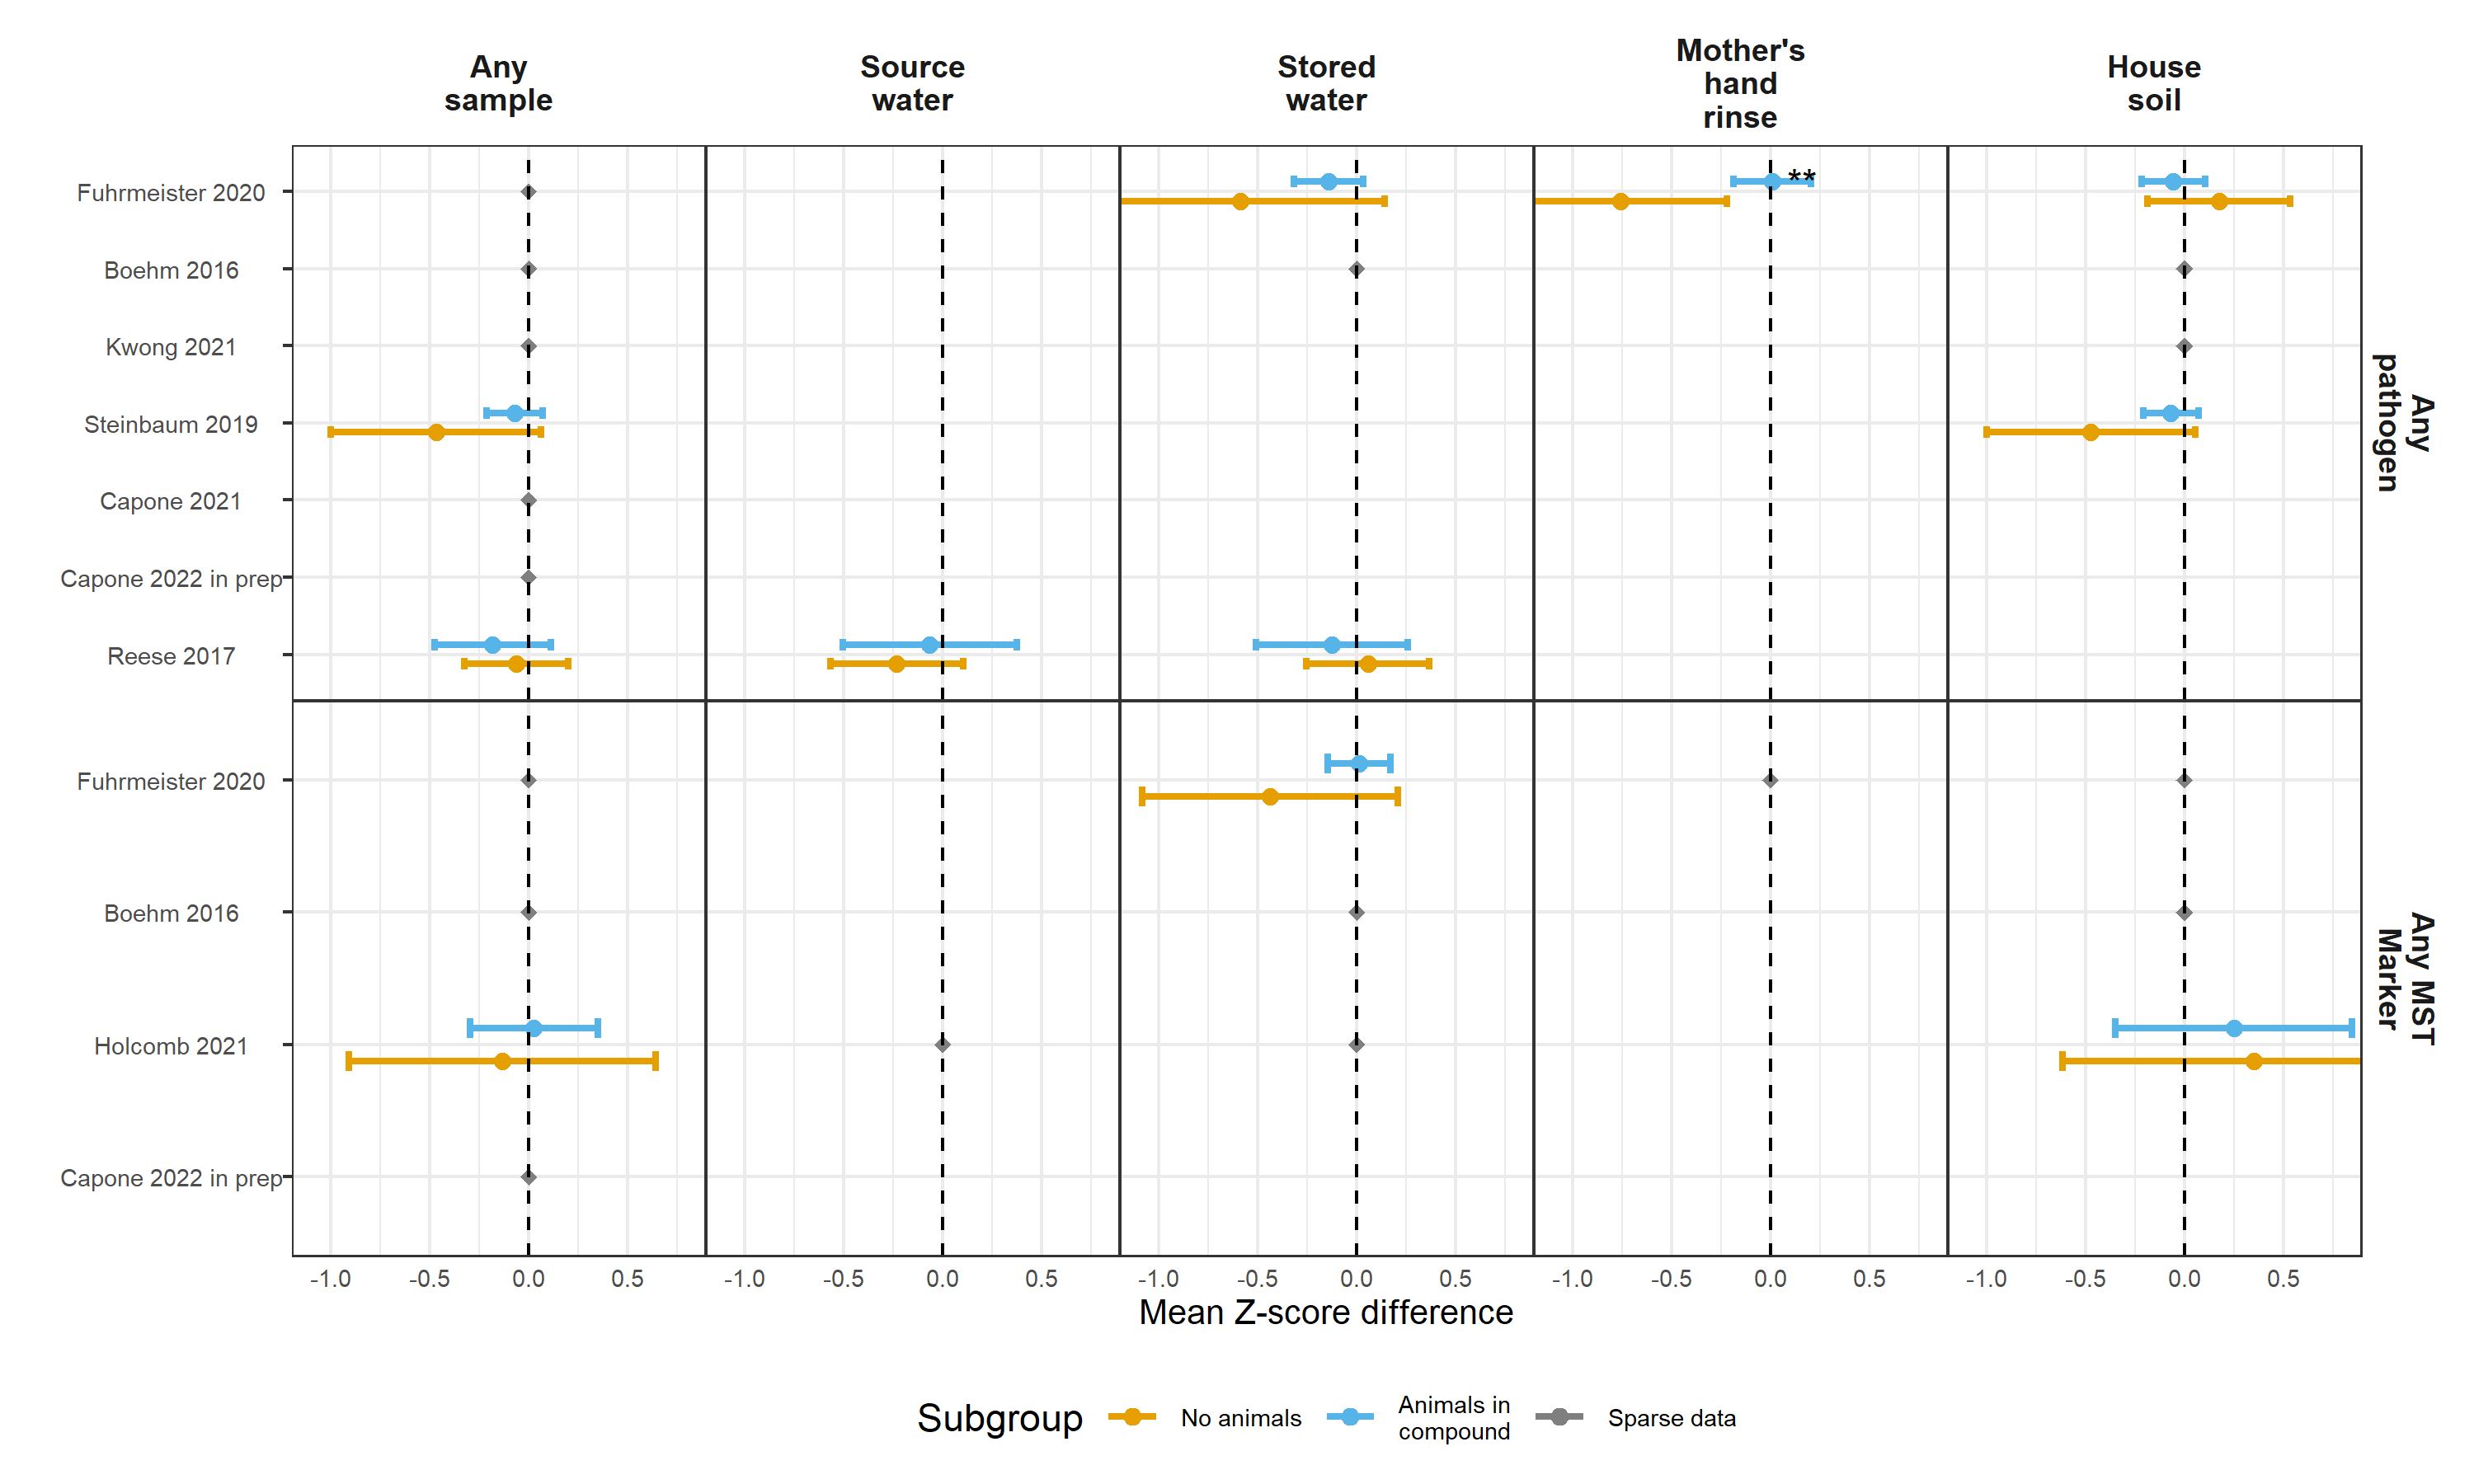 Any
sample
Source
water
Stored
water
Mother's
hand
rinse
House
soil
Fuhrmeister 2020
Boehm 2016
Kwong 2021
Steinbaum 2019
Capone 2021
Capone 2022 in prep
Reese 2017
**
Any
pathogen
Fuhrmeister 2020
Boehm 2016
Holcomb 2021
Capone 2022 in prep
Any MST
Marker
-1.0 -0.5 0.0 0.5 -1.0 -0.5 0.0 0.5 -1.0 -0.5 0.0 0.5 -1.0 -0.5 0.0 0.5 -1.0 -0.5 0.0 0.5
Mean Z-score difference
Subgroup No animals Animals in
compound Sparse data